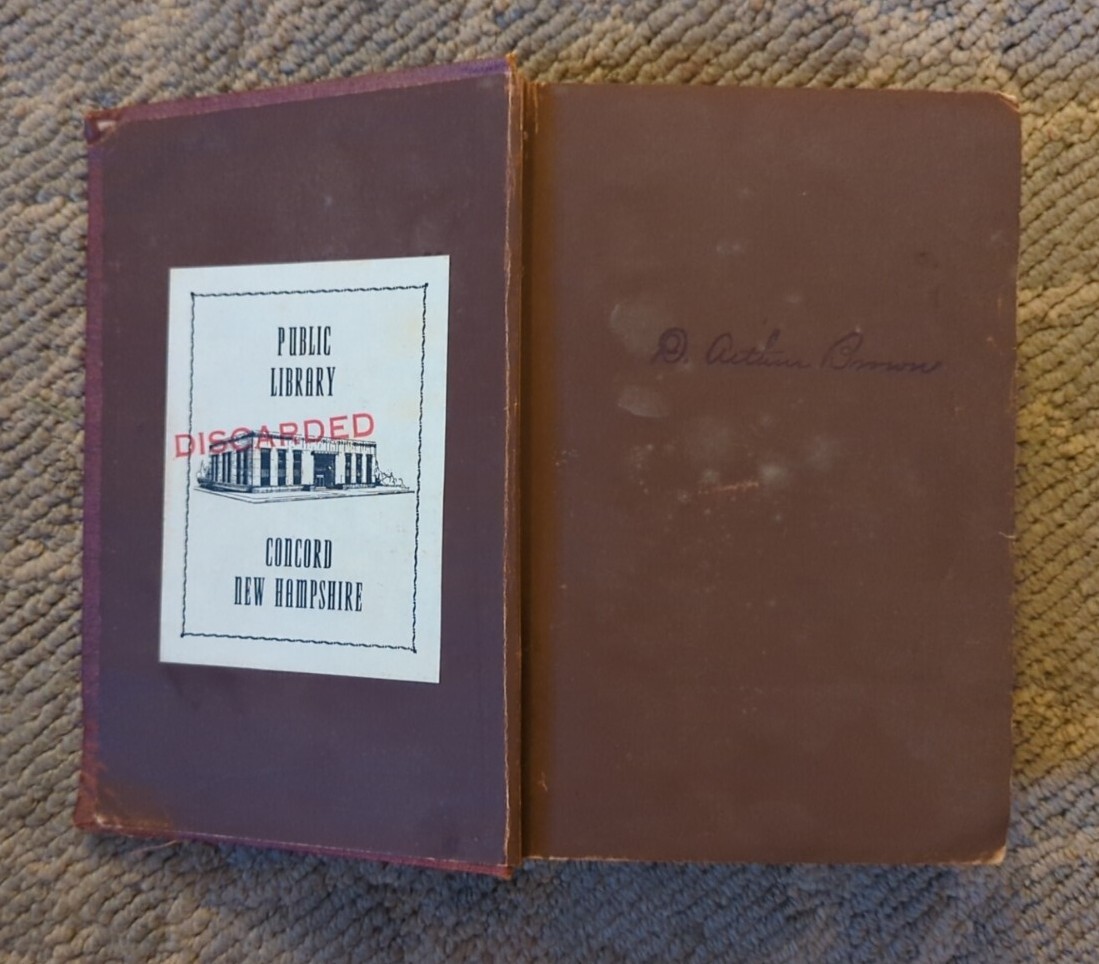 PUBLIC
LIBRARY
DISCARDED
CONCORD
NEW HAMPSHIRE
D. Arthur Brown